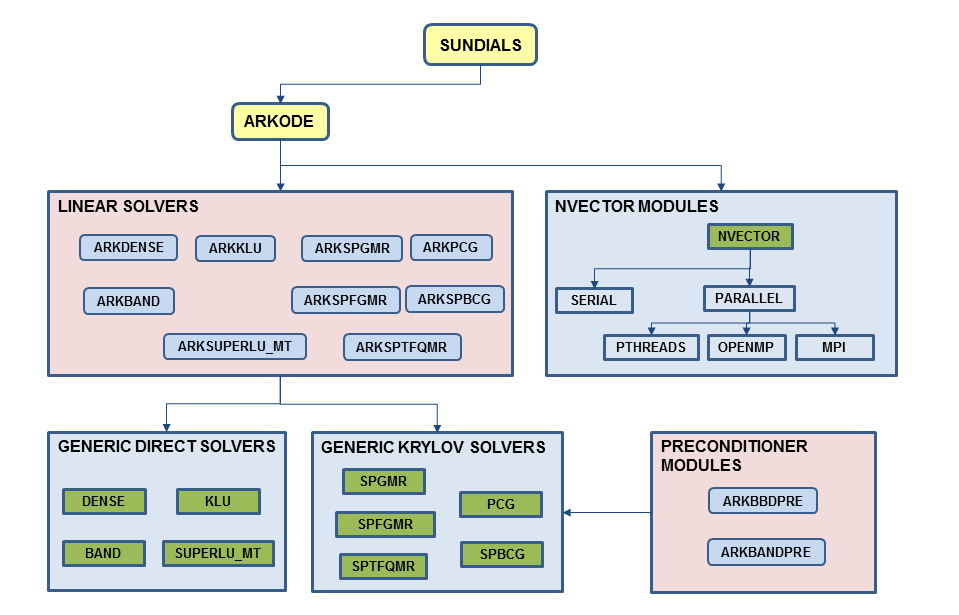 SUNDIALS
ARKODE
LINEAR SOLVERS
ARKDENSE
ARKKLU
ARKSPGMR
ARKPCG
ARKBAND
ARKSPFGMR
ARKSPBCG
ARKSUPERLU_MT
ARKSPTFQMR
NVECTOR MODULES
NVECTOR
SERIAL
PARALLEL
PTHREADS
OPENMP
MPI
GENERIC DIRECT SOLVERS
DENSE
KLU
BAND
SUPERLU_MT
GENERIC KRYLOV SOLVERS
SPGMR
PCG
SPFGMR
SPBCG
SPTFQMR
PRECONDITIONER
MODULES
ARKBBDPRE
ARKBANDPRE